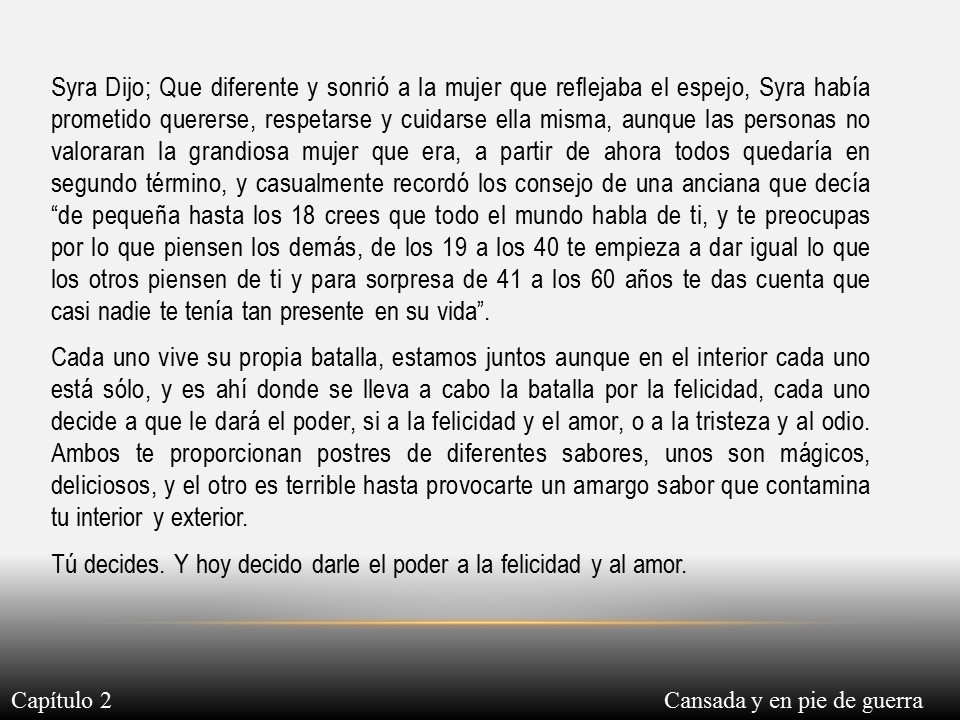 Syra Dijo; Que diferente y sonrió a la mujer que reflejaba el espejo, Syra había
prometido quererse, respetarse y cuidarse ella misma, aunque las personas no
valoraran la grandiosa mujer que era, a partir de ahora todos quedaría en
segundo término, y casualmente recordó los consejo de una anciana que decía
“de pequeña hasta los 18 crees que todo el mundo habla de ti, y te preocupas
por lo que piensen los demás, de los 19 a los 40 te empieza a dar igual lo que
los otros piensen de ti y para sorpresa de 41 a los 60 años te das cuenta que
casi nadie te tenía tan presente en su vida”.
Cada uno vive su propia batalla, estamos juntos aunque en el interior cada uno
está sólo, y es ahí donde se lleva a cabo la batalla por la felicidad, cada uno
decide a que le dará el poder, si a la felicidad y el amor, o a la tristeza y al odio.
Ambos te proporcionan postres de diferentes sabores, unos son mágicos,
deliciosos, y el otro es terrible hasta provocarte un amargo sabor que contamina
tu interior y exterior.
Tú decides. Y hoy decido darle el poder a la felicidad y al amor.
Capítulo 2
Cansada y en pie de guerra